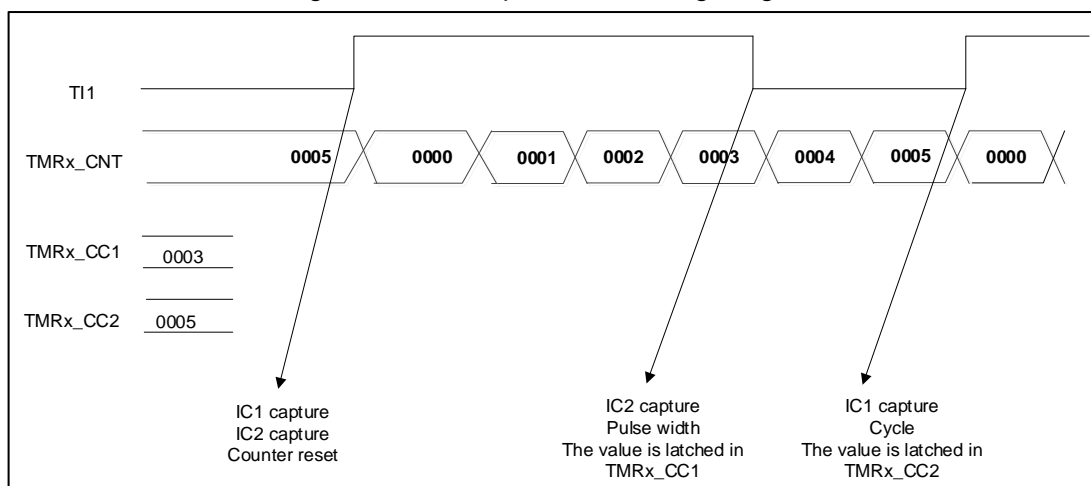 TI1
TMRx_CNT
0005 0000 0001 0002 0003 0004 0005 0000
TMRx_CC1
0003
TMRx_CC2
0005
IC1 capture
IC2 capture
Counter reset
IC2 capture
Pulse width
The value is latched in
TMRx_CC1
IC1 capture
Cycle
The value is latched in
TMRx_CC2